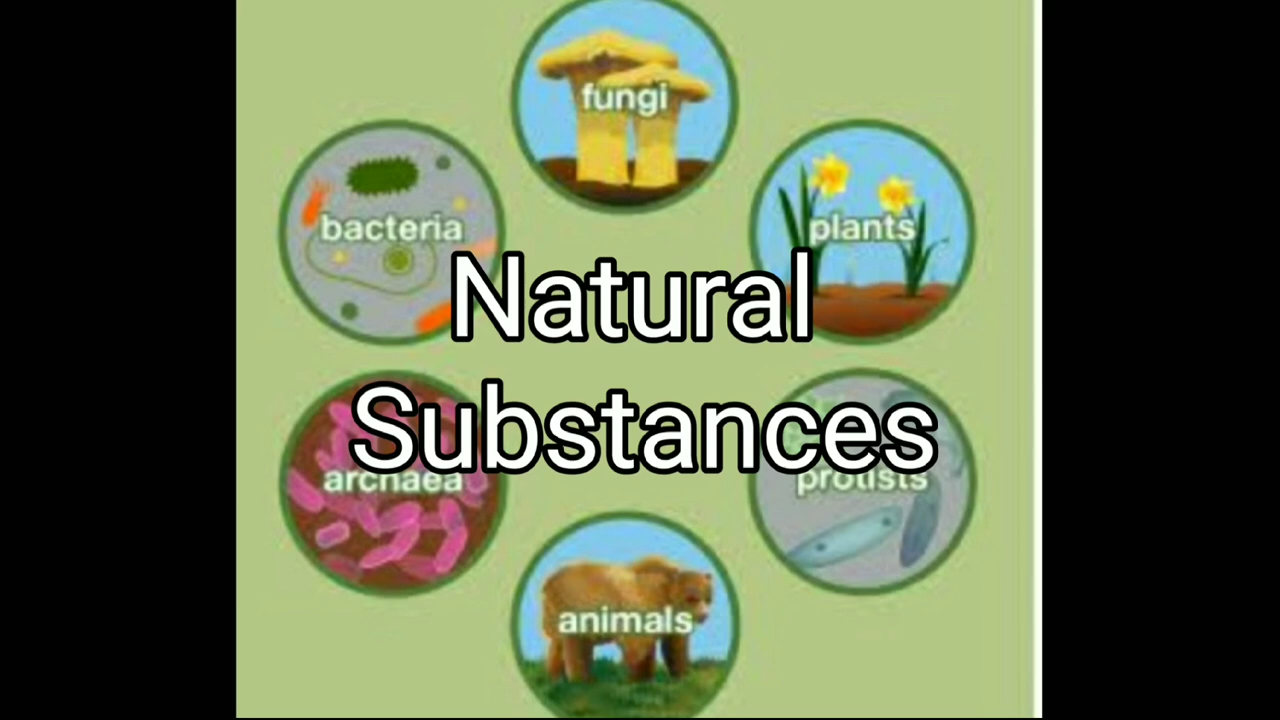 fungi
bacteria
plants
Natural
Substances
archaea
protists
animals